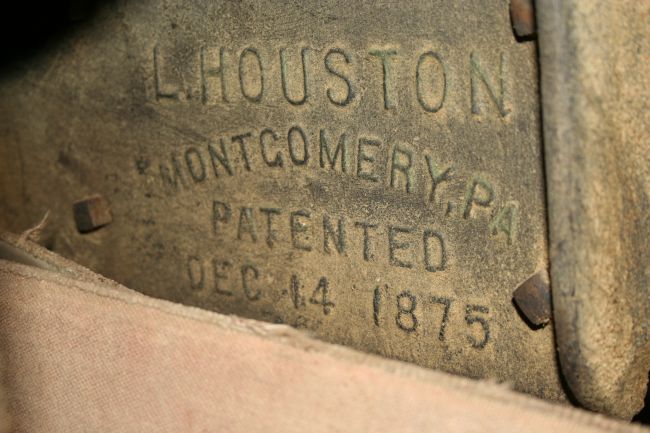 L. HOUSTON
MONTGOMERY, PA
PATENTED
DEC 14 1875